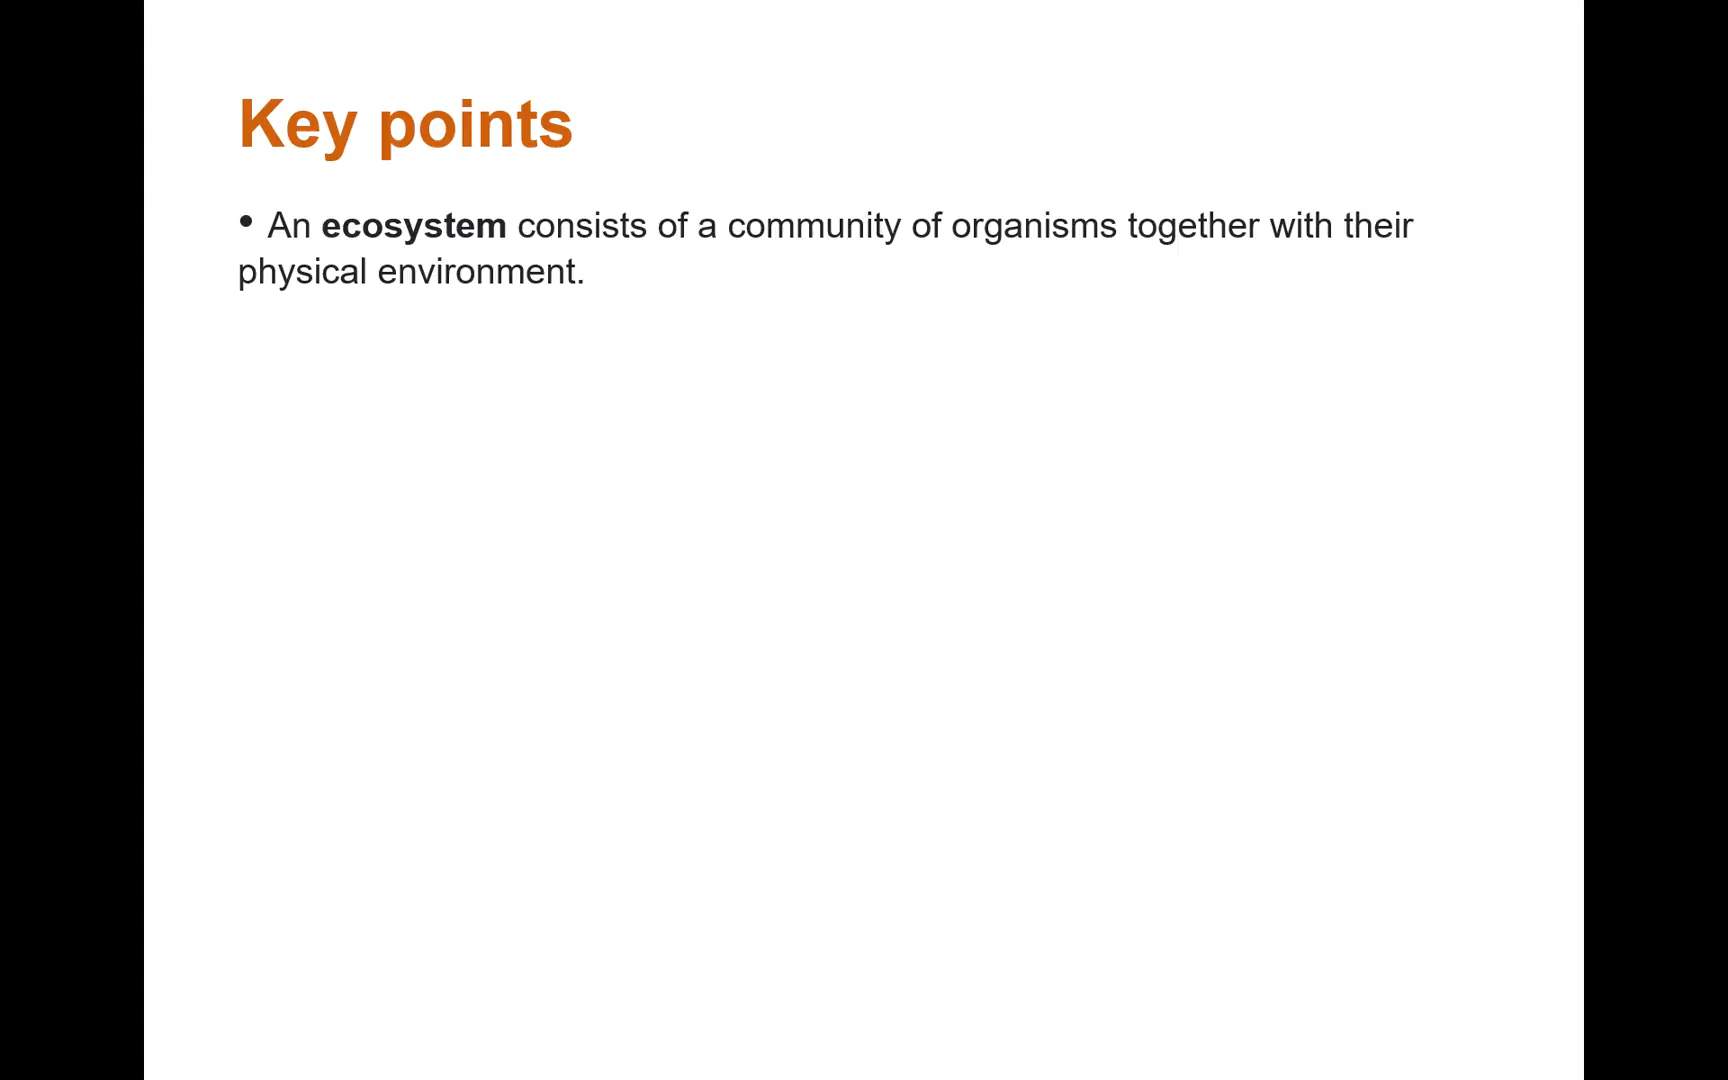 Key points
• An ecosystem consists of a community of organisms together with their
physical environment.